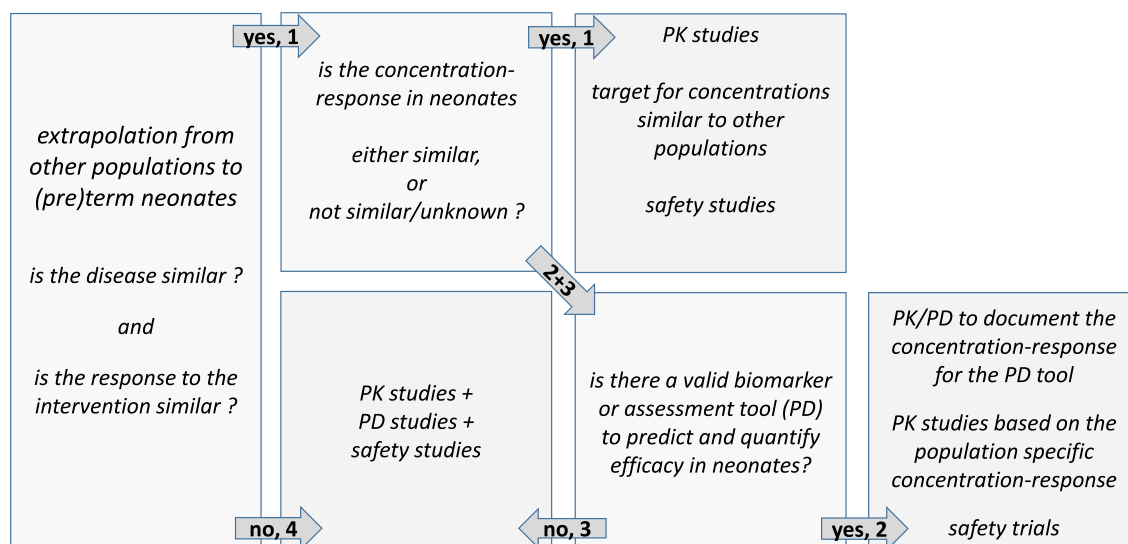 extrapolation from
other populations to
(pre)term neonates
is the disease similar ?
and
is the response to the
intervention similar ?
yes, 1
is the concentration-
response in neonates
either similar,
or
not similar/unknown ?
yes, 1
PK studies
target for concentrations
similar to other
populations
safety studies
2+3
no, 4
PK studies +
PD studies +
safety studies
no, 3
is there a valid biomarker
or assessment tool (PD)
to predict and quantify
efficacy in neonates?
yes, 2
PK/PD to document the
concentration-response
for the PD tool
PK studies based on the
population specific
concentration-response
safety trials